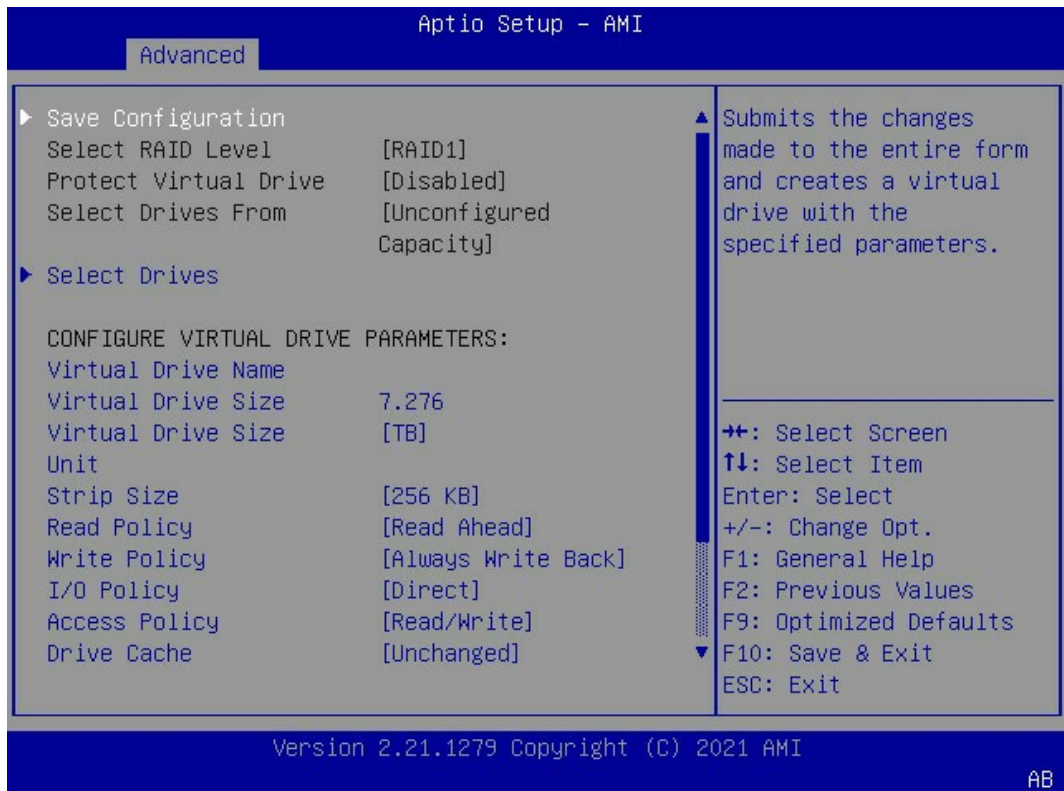 Aptio Setup – AMI
Advanced
Save Configuration
Select RAID Level [RAID1]
Protect Virtual Drive [Disabled]
Select Drives From [Unconfigured
Capacity]
Select Drives
CONFIGURE VIRTUAL DRIVE PARAMETERS:
Virtual Drive Name
Virtual Drive Size 7.276
Virtual Drive Size [TB]
Unit
Strip Size [256 KB]
Read Policy [Read Ahead]
Write Policy [Always Write Back]
I/O Policy [Direct]
Access Policy [Read/Write]
Drive Cache [Unchanged]
Submits the changes
made to the entire form
and creates a virtual
drive with the
specified parameters.
→←: Select Screen
↑↓: Select Item
Enter: Select
+/-: Change Opt.
F1: General Help
F2: Previous Values
F9: Optimized Defaults
F10: Save & Exit
ESC: Exit
Version 2.21.1279 Copyright (C) 2021 AMI
AB